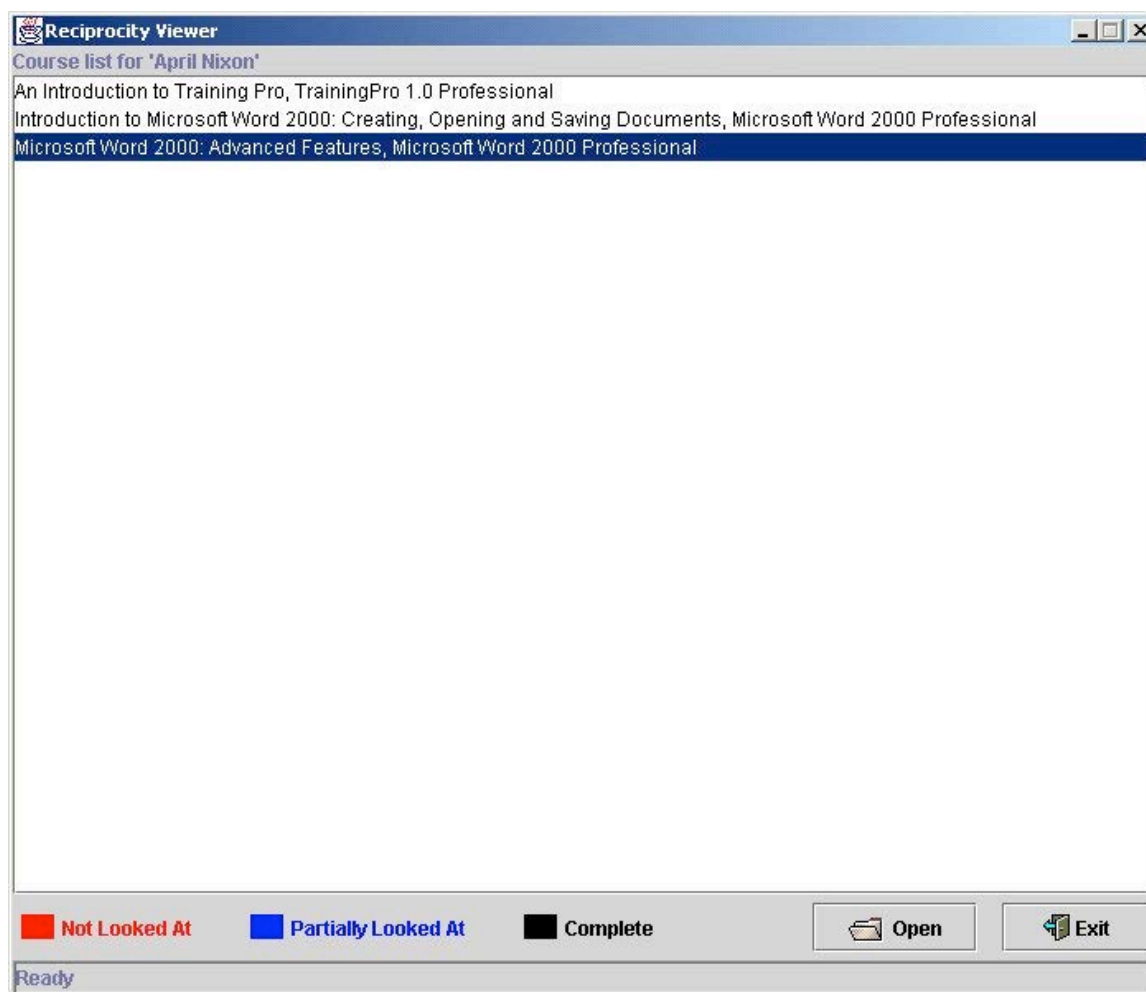 Reciprocity Viewer
Course list for 'April Nixon'
An Introduction to Training Pro, TrainingPro 1.0 Professional
Introduction to Microsoft Word 2000: Creating, Opening and Saving Documents, Microsoft Word 2000 Professional
Microsoft Word 2000: Advanced Features, Microsoft Word 2000 Professional
Not Looked At Partially Looked At Complete Open Exit
Ready